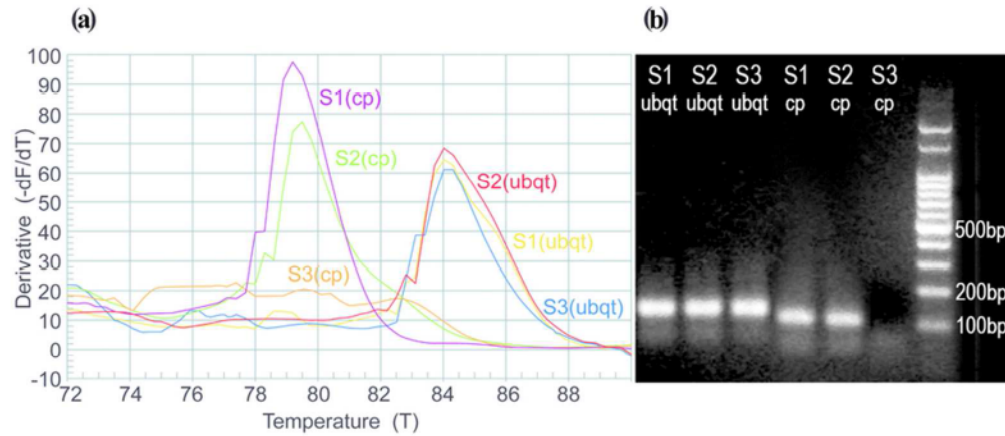 (a)
(b)
100
90
80
70
60
50
40
30
20
10
0
-10
Derivative (-dF/dT)
S1(cp)
S2(cp)
S2(ubqt)
S1(ubqt)
S3(cp)
S3(ubqt)
72 74 76 78 80 82 84 86 88
Temperature (T)
S1 S2 S3 S1 S2 S3
ubqt ubqt ubqt cp cp cp
500bp
200bp
100bp